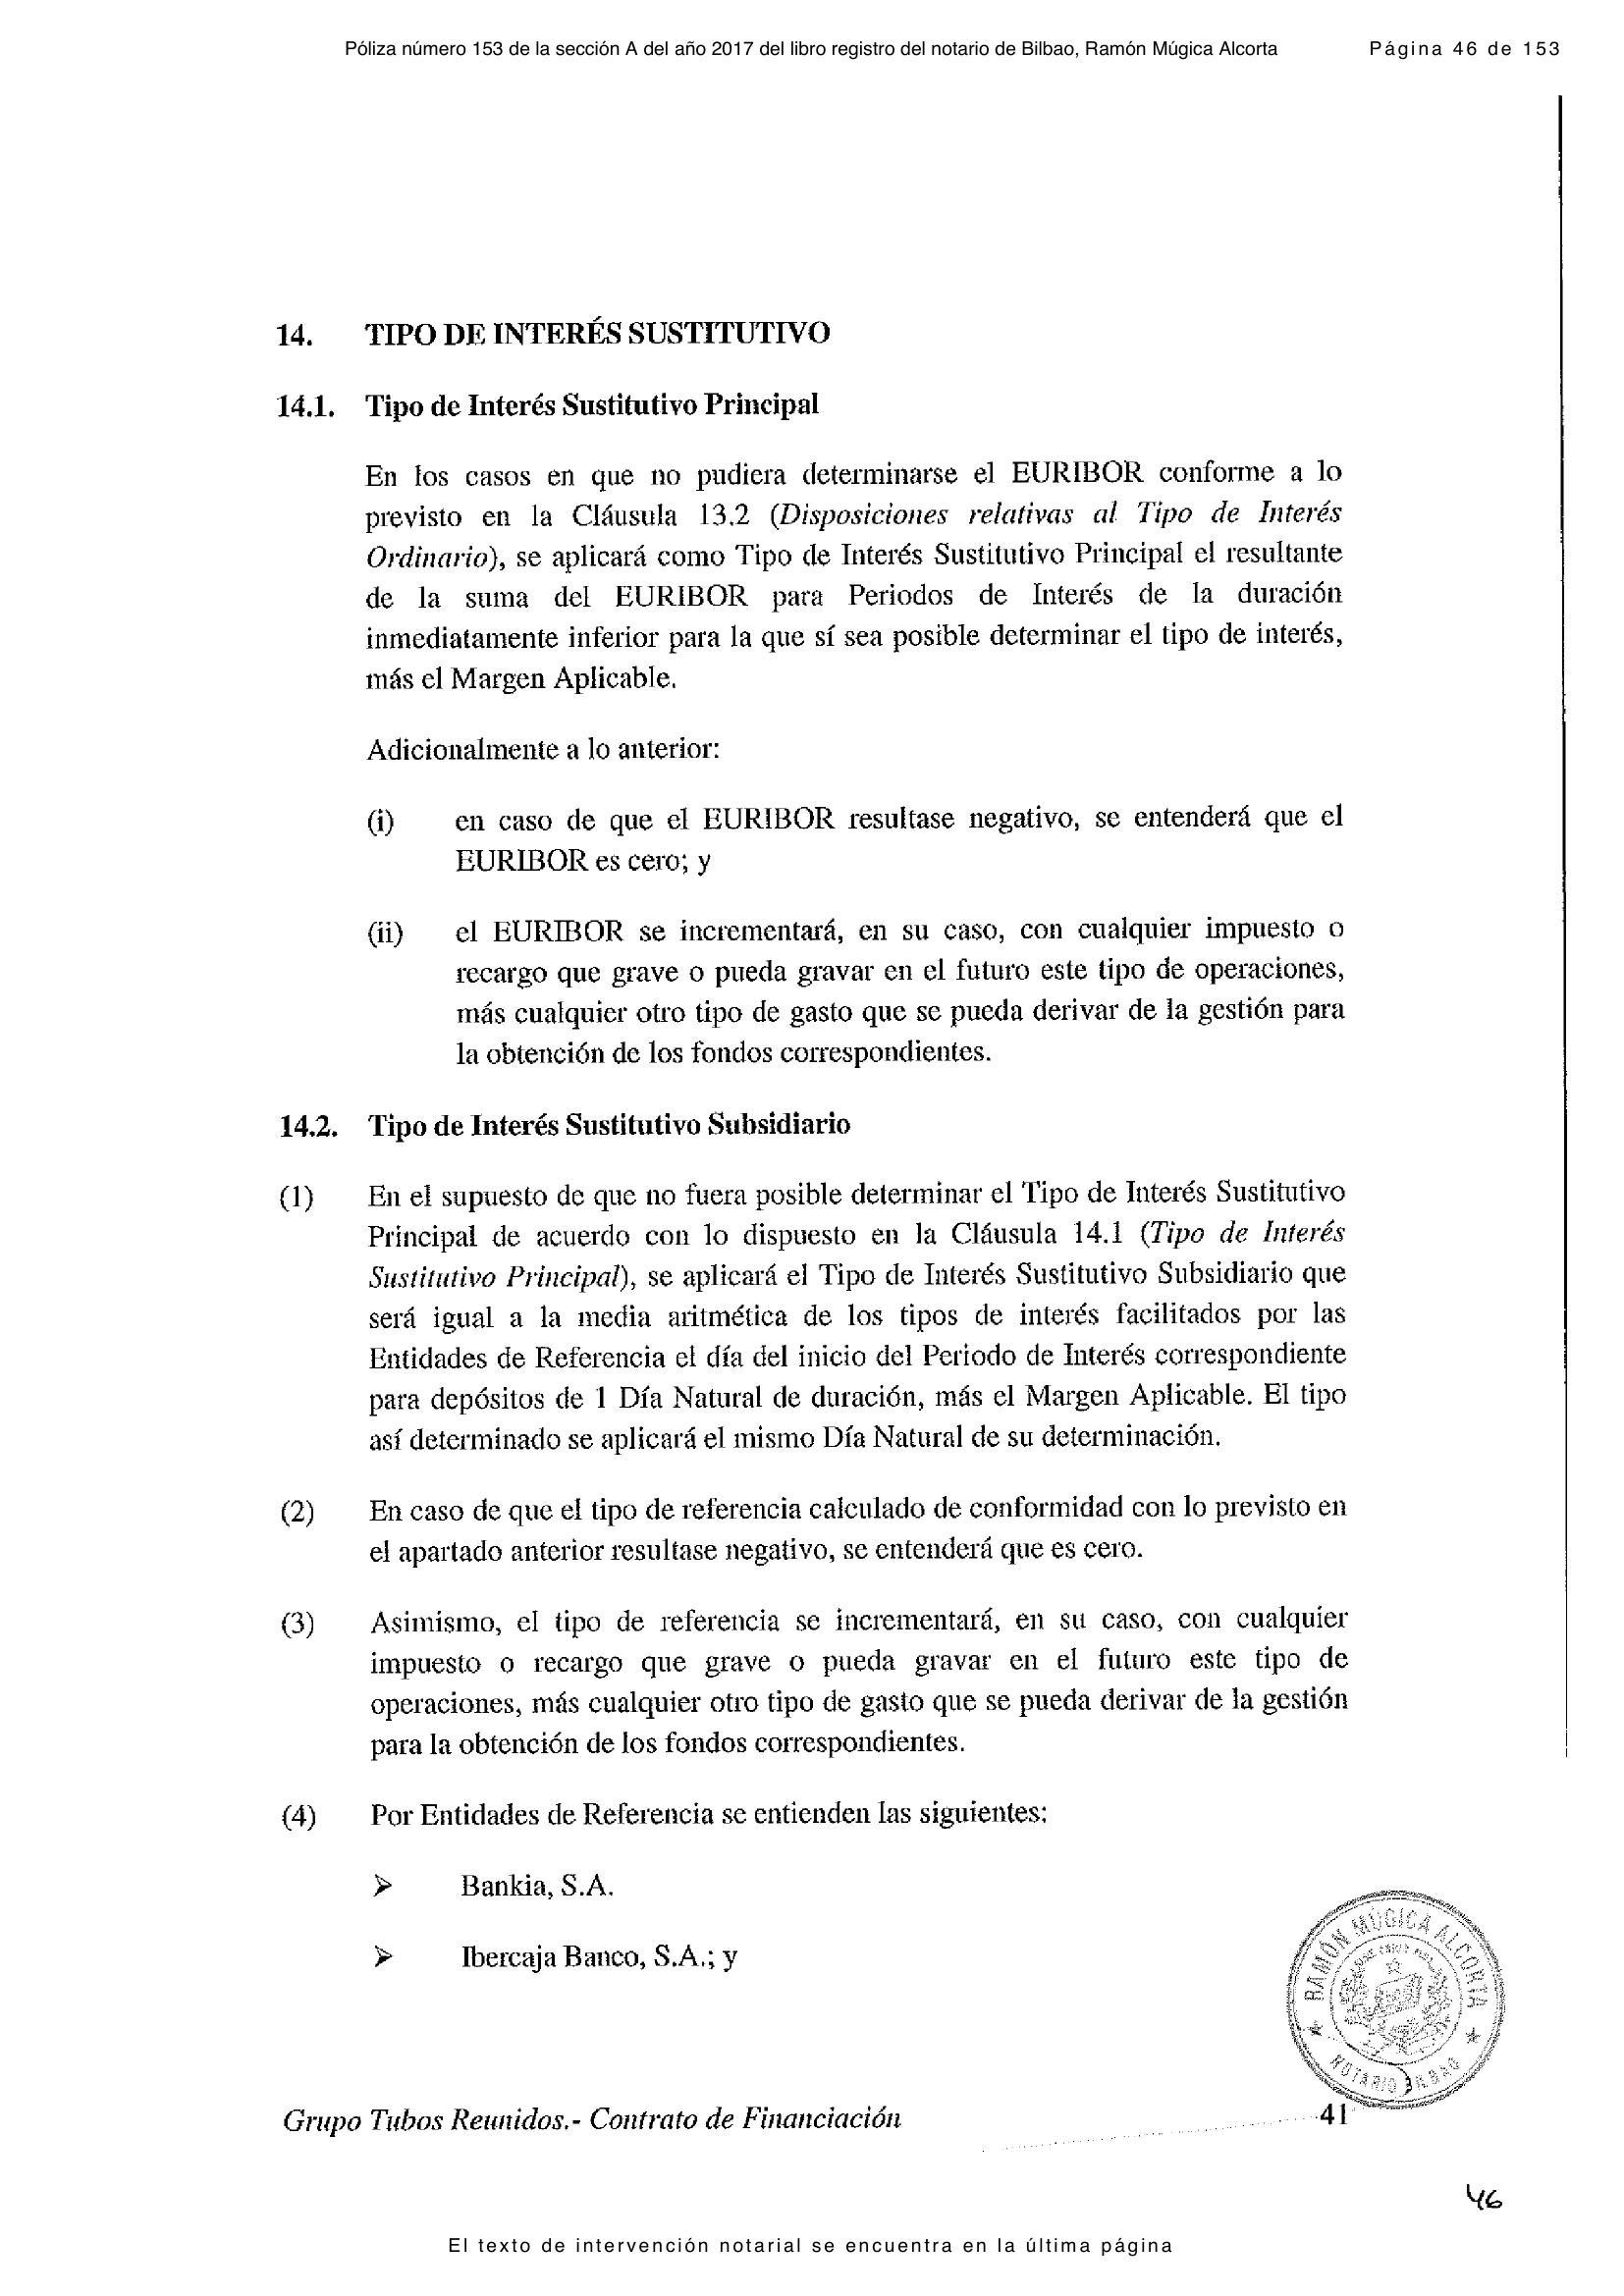 Póliza número 153 de la sección A del año 2017 del libro registro del notario de Bilbao, Ramón Múgica Alcorta Página 46 de 153
14. TIPO DE INTERÉS SUSTITUTIVO
14.1. Tipo de Interés Sustitutivo Principal
En los casos en que no pudiera determinarse el EURIBOR conforme a lo
previsto en la Cláusula 13.2 (Disposiciones relativas al Tipo de Interés
Ordinario), se aplicará como Tipo de Interés Sustitutivo Principal el resultante
de la suma del EURIBOR para Periodos de Interés de la duración
inmediatamente inferior para la que sí sea posible determinar el tipo de interés,
más el Margen Aplicable.
Adicionalmente a lo anterior:
(i) en caso de que el EURIBOR resultase negativo, se entenderá que el
EURIBOR es cero; y
(ii) el EURIBOR se incrementará, en su caso, con cualquier impuesto o
recargo que grave o pueda gravar en el futuro este tipo de operaciones,
más cualquier otro tipo de gasto que se pueda derivar de la gestión para
la obtención de los fondos correspondientes.
14.2. Tipo de Interés Sustitutivo Subsidiario
(1) En el supuesto de que no fuera posible determinar el Tipo de Interés Sustitutivo
Principal de acuerdo con lo dispuesto en la Cláusula 14.1 (Tipo de Interés
Sustitutivo Principal), se aplicará el Tipo de Interés Sustitutivo Subsidiario que
será igual a la media aritmética de los tipos de interés facilitados por las
Entidades de Referencia el día del inicio del Periodo de Interés correspondiente
para depósitos de 1 Día Natural de duración, más el Margen Aplicable. El tipo
así determinado se aplicará el mismo Día Natural de su determinación.
(2) En caso de que el tipo de referencia calculado de conformidad con lo previsto en
el apartado anterior resultase negativo, se entenderá que es cero.
(3) Asimismo, el tipo de referencia se incrementará, en su caso, con cualquier
impuesto o recargo que grave o pueda gravar en el futuro este tipo de
operaciones, más cualquier otro tipo de gasto que se pueda derivar de la gestión
para la obtención de los fondos correspondientes.
(4) Por Entidades de Referencia se entienden las siguientes:
➢ Bankia, S.A.
➢ Ibercaja Banco, S.A.; y
RAMÓN MÚGICA ALCORTA
NOTARIO BILBAO
Grupo Tubos Reunidos.- Contrato de Financiación 41
46
El texto de intervención notarial se encuentra en la última página